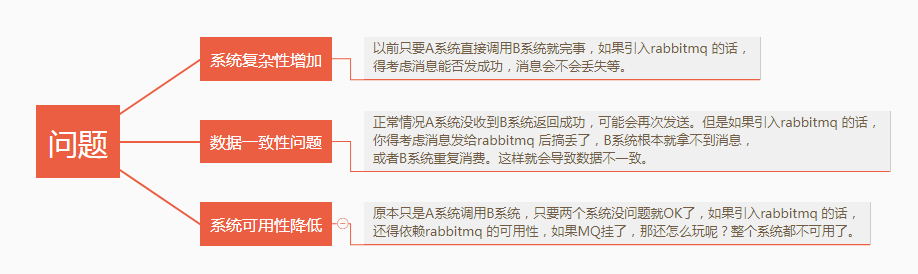 问题
系统复杂性增加
以前只要A系统直接调用B系统就完事，如果引入rabbitmq 的话，
得考虑消息能否发成功，消息会不会丢失等。
数据一致性问题
正常情况A系统没收到B系统返回成功，可能会再次发送。但是如果引入rabbitmq 的话，
你得考虑消息发给rabbitmq 后搞丢了，B系统根本就拿不到消息，
或者B系统重复消费。这样就会导致数据不一致。
系统可用性降低
原本只是A系统调用B系统，只要两个系统没问题就OK了，如果引入rabbitmq 的话，
还得依赖rabbitmq 的可用性，如果MQ挂了，那还怎么玩呢？整个系统都不可用了。